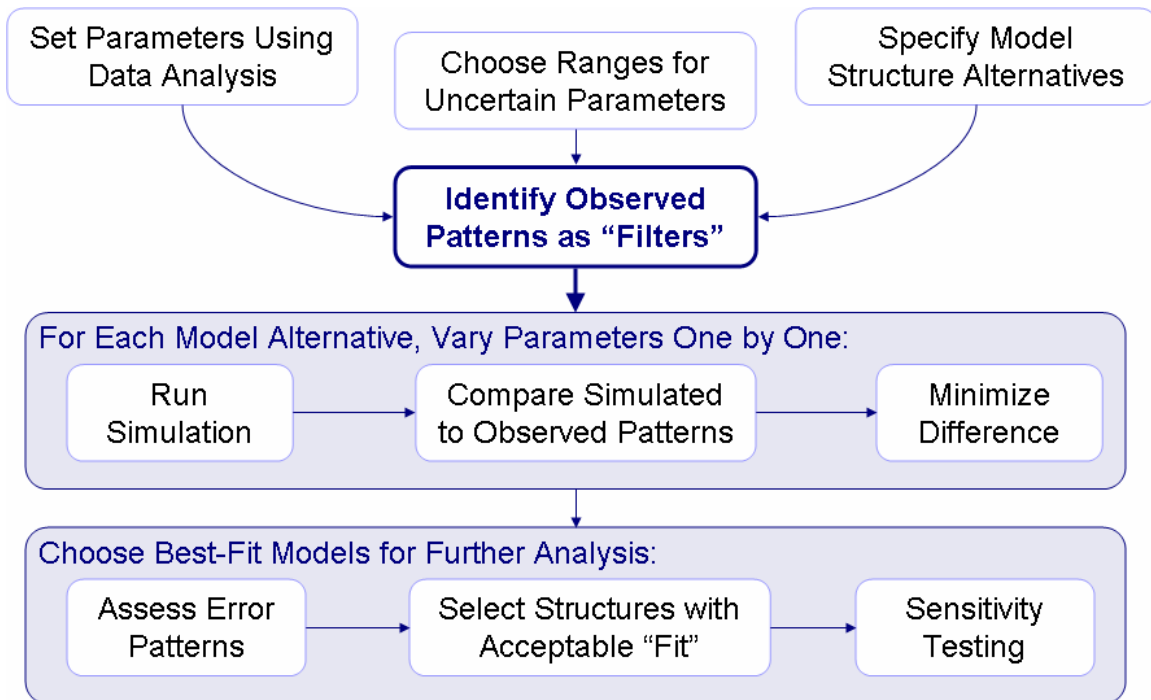 Set Parameters Using
Data Analysis
Choose Ranges for
Uncertain Parameters
Specify Model
Structure Alternatives
Identify Observed
Patterns as “Filters”
For Each Model Alternative, Vary Parameters One by One:
Run
Simulation
Compare Simulated
to Observed Patterns
Minimize
Difference
Choose Best-Fit Models for Further Analysis:
Assess Error
Patterns
Select Structures with
Acceptable “Fit”
Sensitivity
Testing